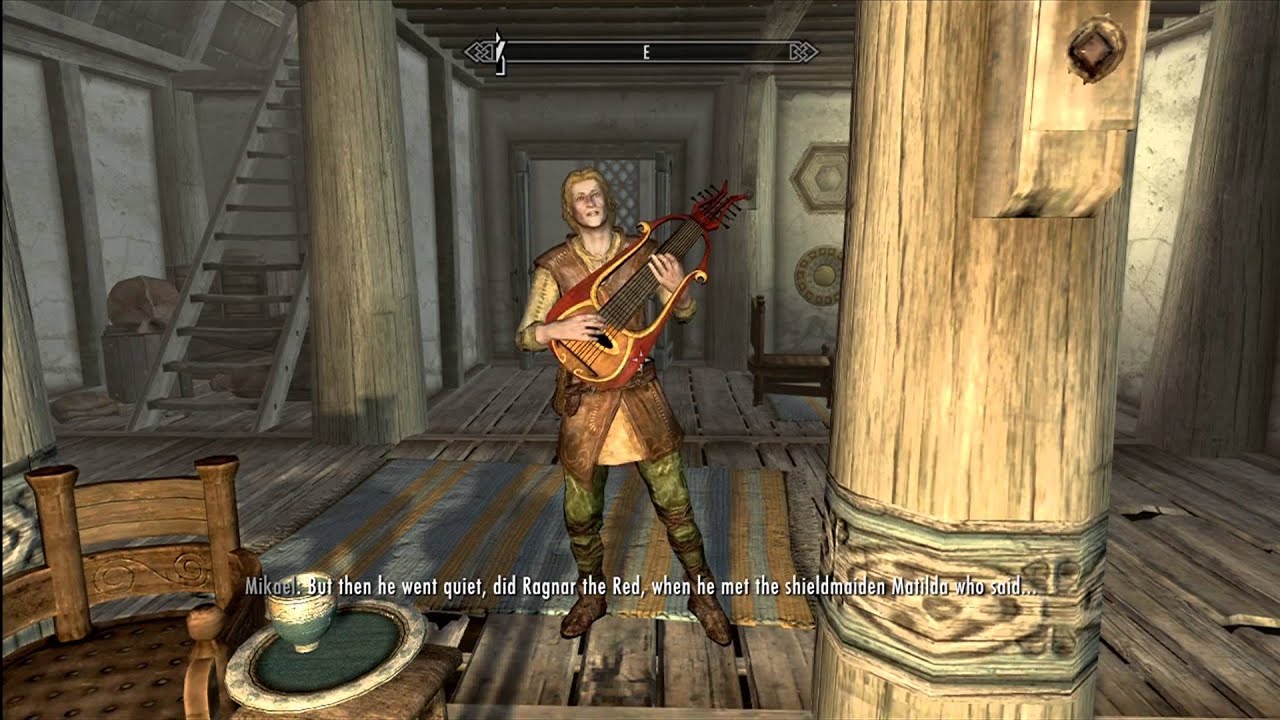 E
Mikael: But then he went quiet, did Ragnar the Red, when he met the shieldmaiden Matilda who said...